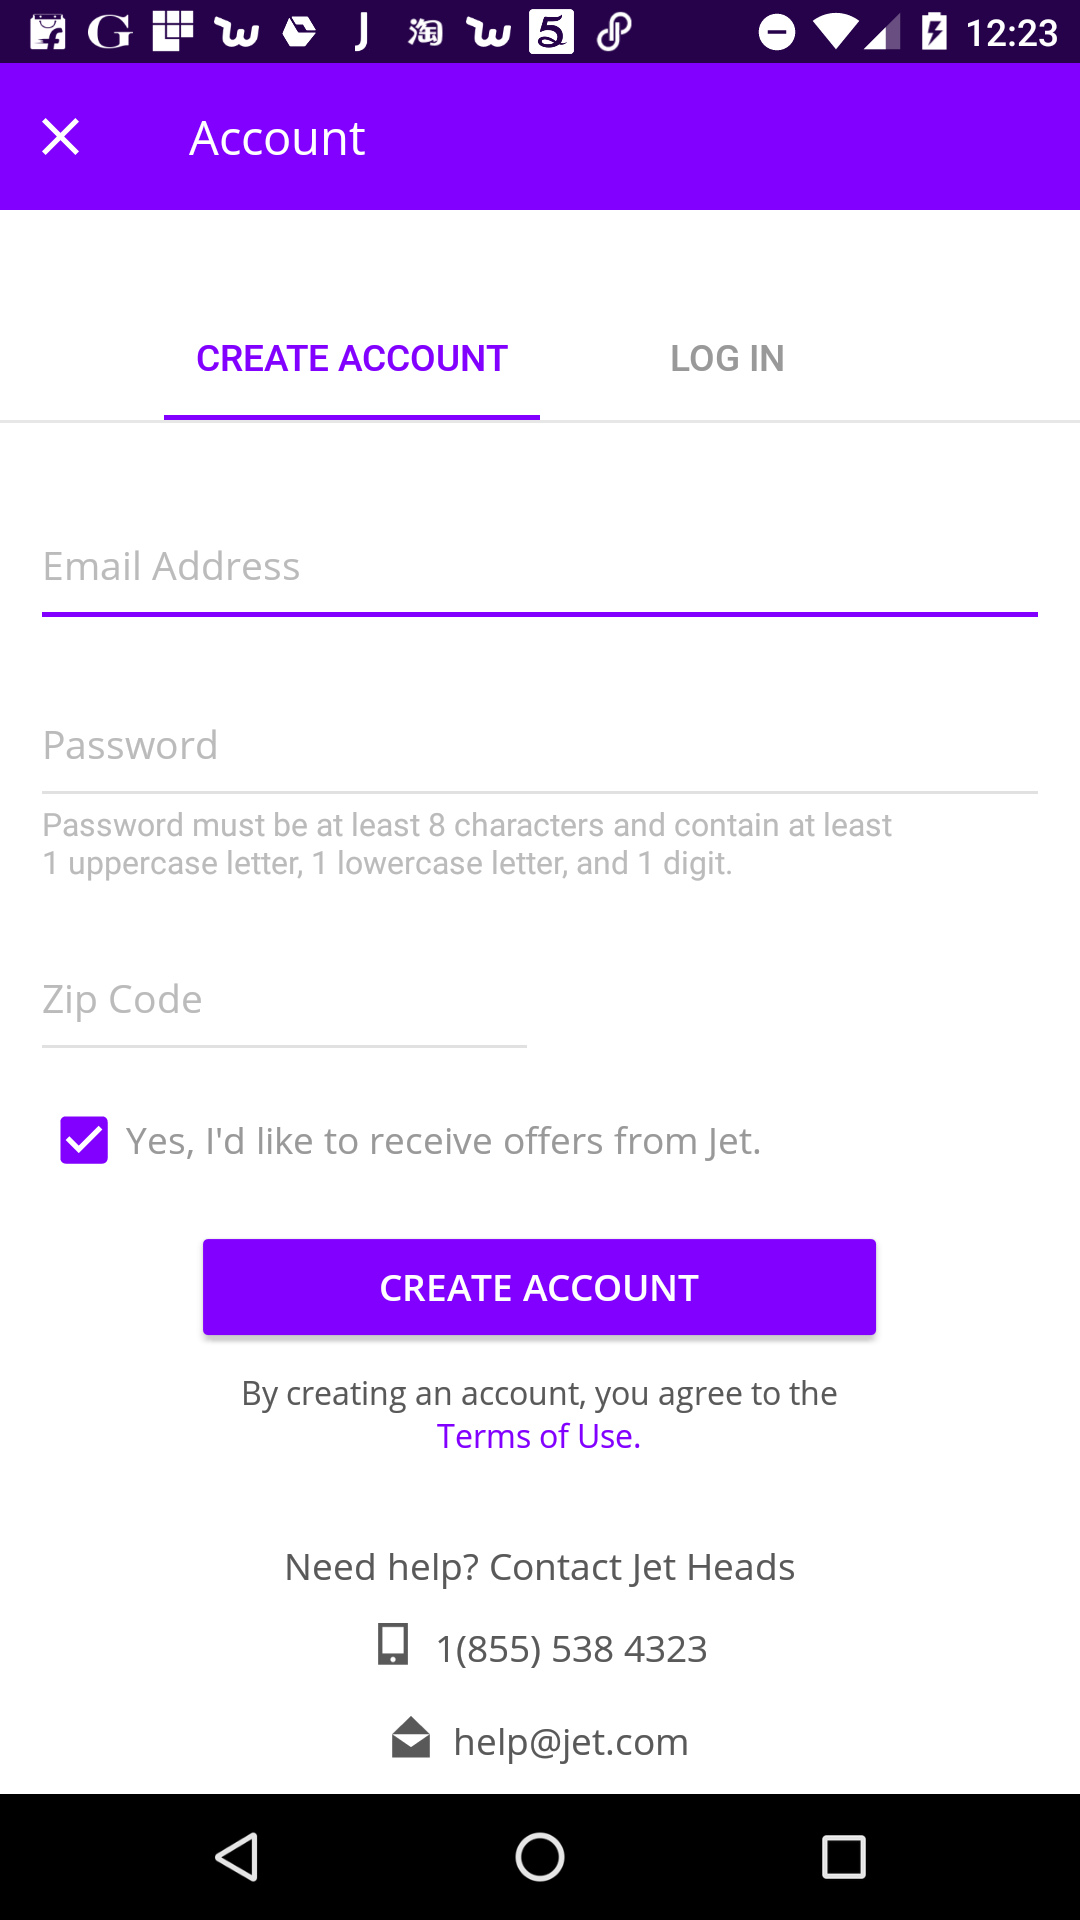 G J 淘 5 12:23
Account
CREATE ACCOUNT LOG IN
Email Address
Password
Password must be at least 8 characters and contain at least
1 uppercase letter, 1 lowercase letter, and 1 digit.
Zip Code
Yes, I'd like to receive offers from Jet.
CREATE ACCOUNT
By creating an account, you agree to the
Terms of Use.
Need help? Contact Jet Heads
1(855) 538 4323
help@jet.com